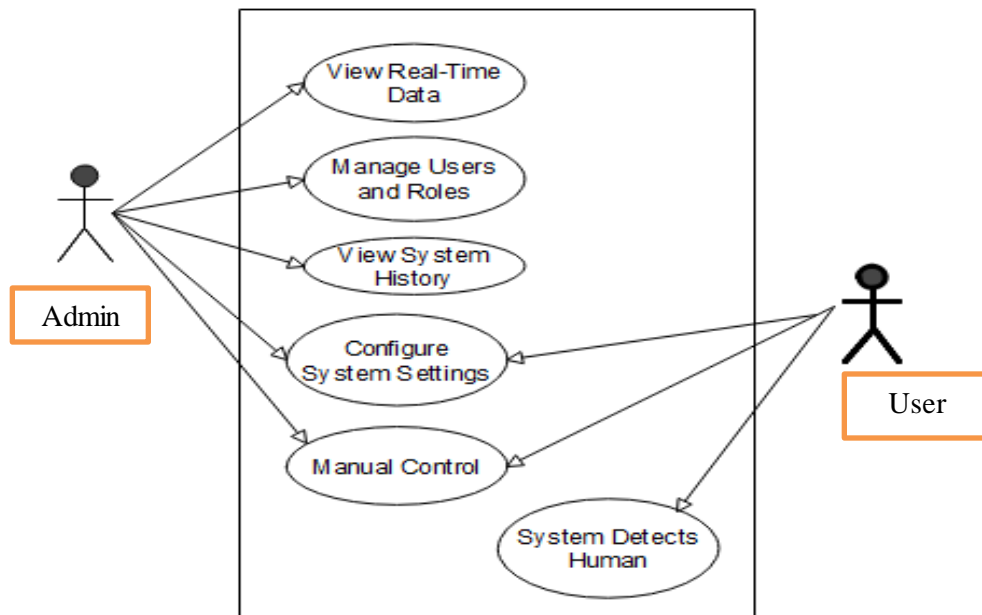 View Real-Time
Data
Manage Users
and Roles
View System
History
Admin
Configure
System Settings
User
Manual Control
System Detects
Human